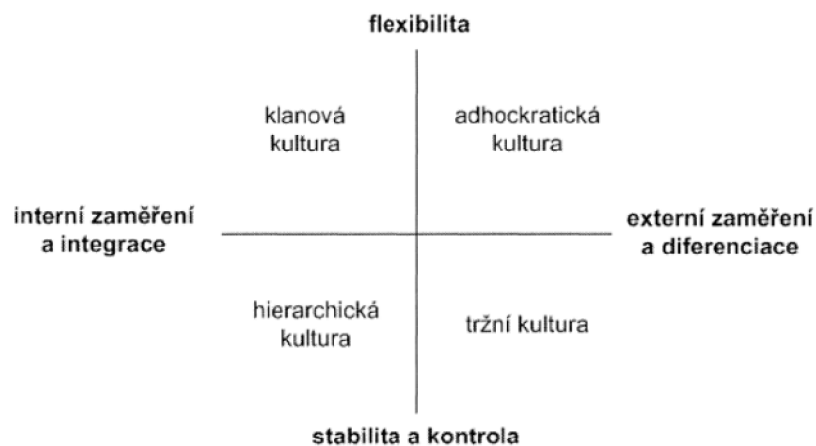 flexibilita
klanová
kultura
adhockratická
kultura
interní zaměření
a integrace
externí zaměření
a diferenciace
hierarchická
kultura
tržní kultura
stabilita a kontrola